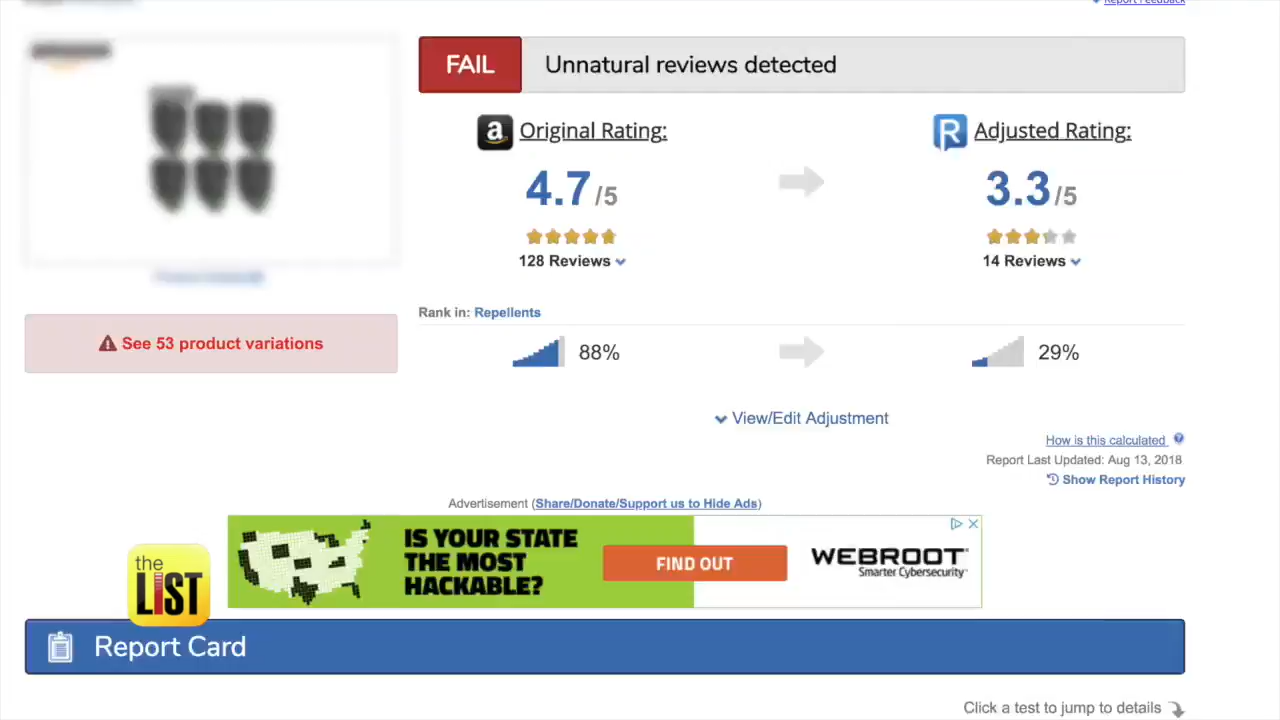 Report Feedback
FAIL
Unnatural reviews detected
a Original Rating:
R Adjusted Rating:
4.7/5
3.3/5
128 Reviews
14 Reviews
Rank in: Repellents
88%
29%
See 53 product variations
View/Edit Adjustment
How is this calculated ?
Report Last Updated: Aug 13, 2018
Show Report History
Advertisement (Share/Donate/Support us to Hide Ads)
IS YOUR STATE
THE MOST
HACKABLE?
FIND OUT
WEBROOT
Smarter Cybersecurity
the
LIST
Report Card
Click a test to jump to details